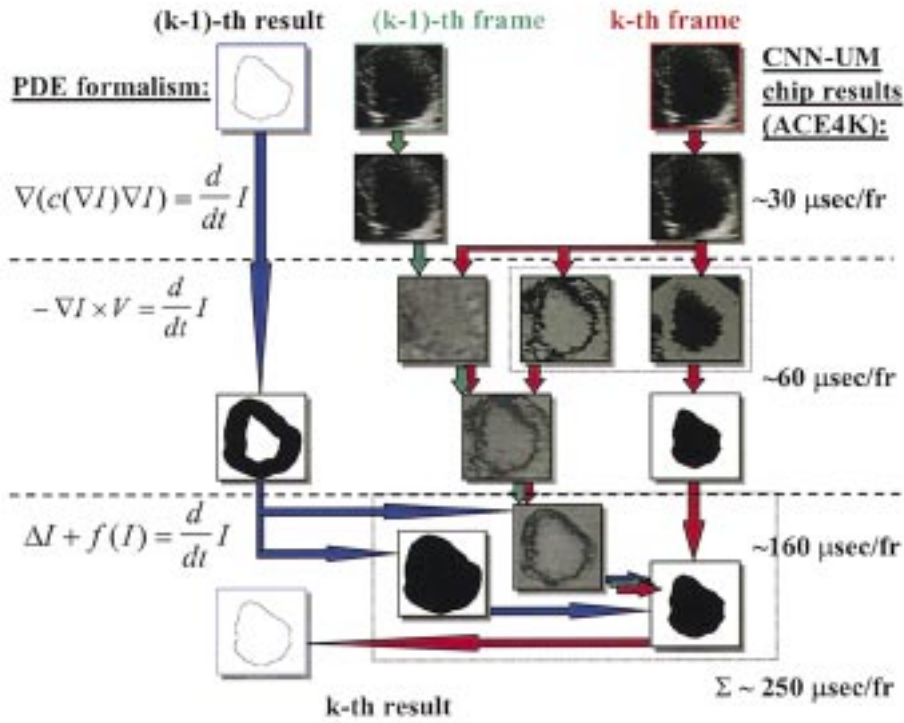 (k-1)-th result
(k-1)-th frame
k-th frame
PDE formalism:
CNN-UM
chip results
(ACE4K):
∇(c(∇I)∇I) = d/dt I
~30 μsec/fr
-∇I × V = d/dt I
~60 μsec/fr
ΔI + f(I) = d/dt I
~160 μsec/fr
k-th result
Σ ~ 250 μsec/fr